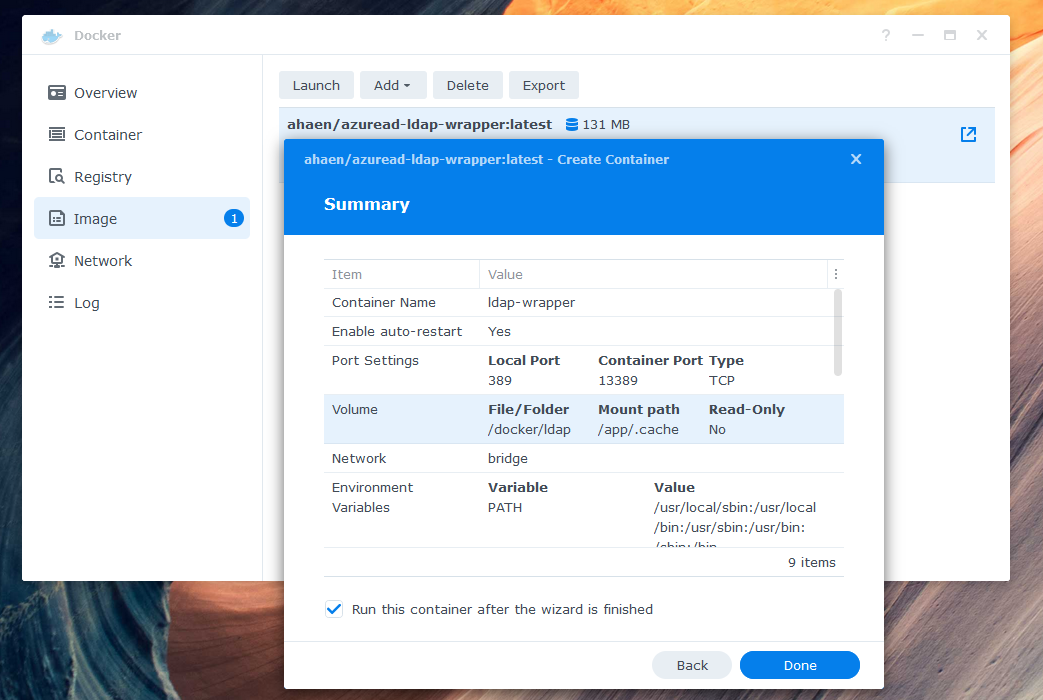 Docker
?
Overview
Container
Registry
Image 1
Network
Log
Launch Add Delete Export
ahaen/azuread-ldap-wrapper:latest 131 MB
ahaen/azuread-ldap-wrapper:latest - Create Container
Summary
Item Value
Container Name ldap-wrapper
Enable auto-restart Yes
Port Settings Local Port Container Port Type
389 13389 TCP
Volume File/Folder Mount path Read-Only
/docker/ldap /app/.cache No
Network bridge
Environment Variable Value
Variables PATH /usr/local/sbin:/usr/local
/bin:/usr/sbin:/usr/bin:
/sbin:/bin
9 items
Run this container after the wizard is finished
Back Done